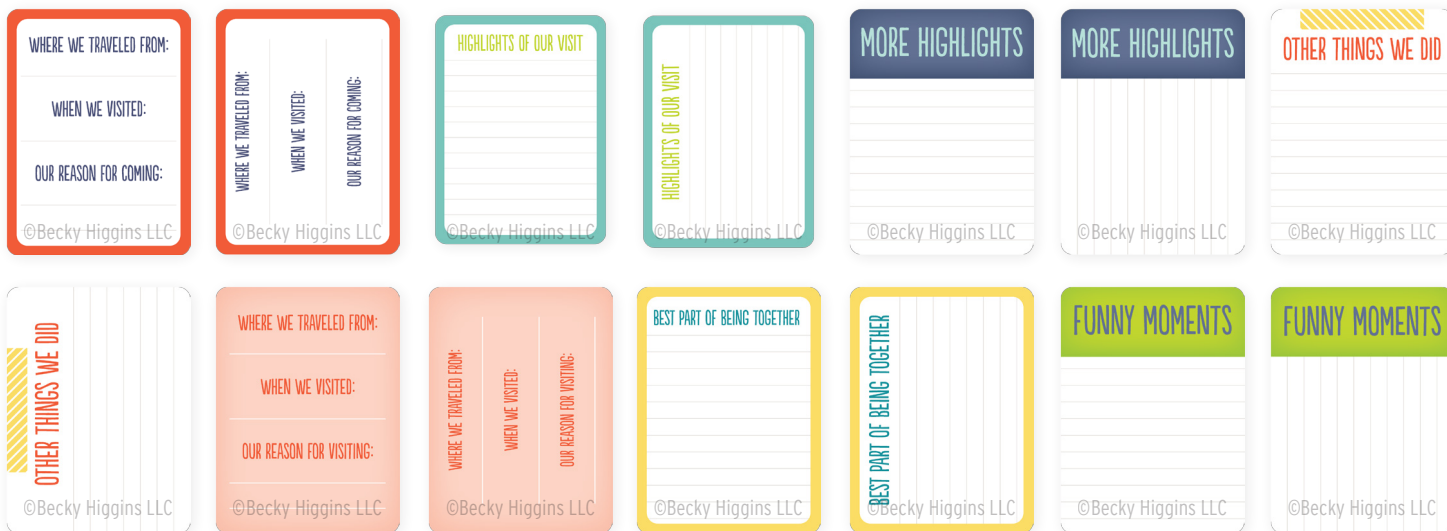 WHERE WE TRAVELED FROM:
WHEN WE VISITED:
OUR REASON FOR COMING:
©Becky Higgins LLC
WHERE WE TRAVELED FROM:
WHEN WE VISITED:
OUR REASON FOR COMING:
©Becky Higgins LLC
HIGHLIGHTS OF OUR VISIT
©Becky Higgins LLC
HIGHLIGHTS OF OUR VISIT
©Becky Higgins LLC
MORE HIGHLIGHTS
©Becky Higgins LLC
MORE HIGHLIGHTS
©Becky Higgins LLC
OTHER THINGS WE DID
©Becky Higgins LLC
OTHER THINGS WE DID
©Becky Higgins LLC
WHERE WE TRAVELED FROM:
WHEN WE VISITED:
OUR REASON FOR VISITING:
©Becky Higgins LLC
WHERE WE TRAVELED FROM:
WHEN WE VISITED:
OUR REASON FOR VISITING:
©Becky Higgins LLC
BEST PART OF BEING TOGETHER
©Becky Higgins LLC
BEST PART OF BEING TOGETHER
©Becky Higgins LLC
FUNNY MOMENTS
©Becky Higgins LLC
FUNNY MOMENTS
©Becky Higgins LLC